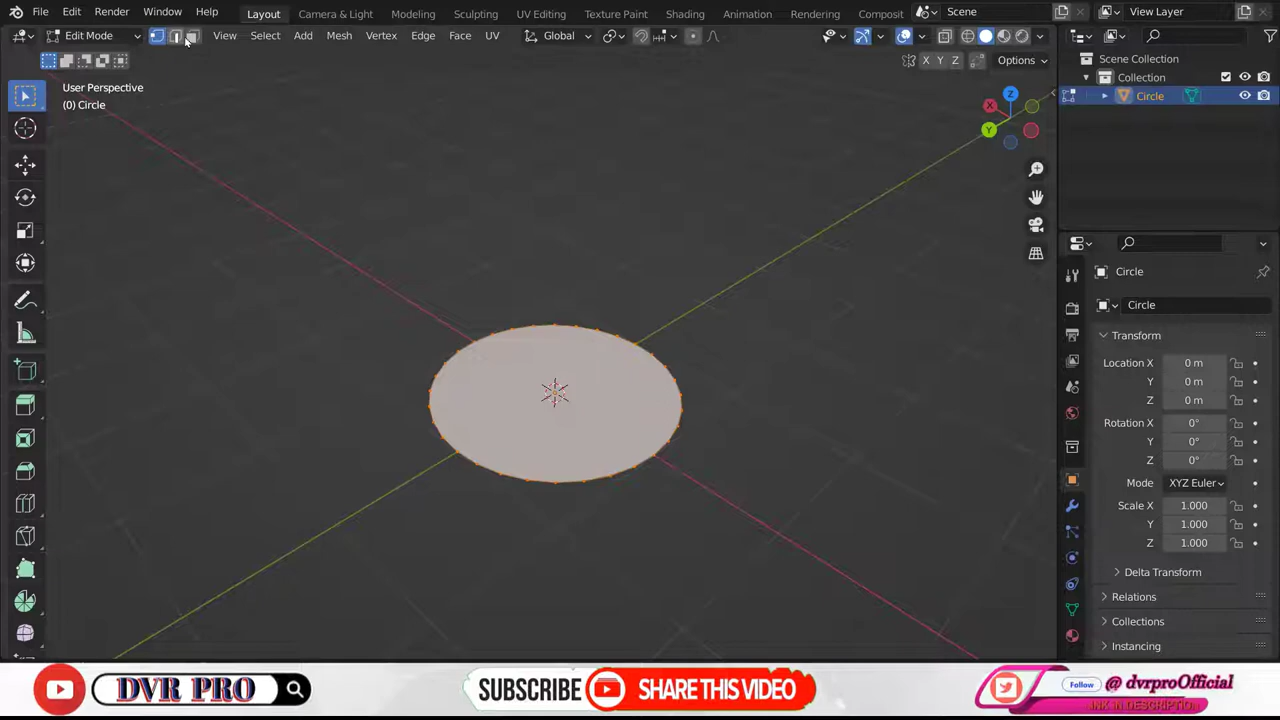 File Edit Render Window Help Layout Camera & Light Modeling Sculpting UV Editing Texture Paint Shading Animation Rendering Composit Scene View Layer
Edit Mode View Select Add Mesh Vertex Edge Face UV Global
X Y Z Options
User Perspective
(0) Circle
Z
X
Y
Scene Collection
Collection
Circle
Circle
Circle
Transform
Location X 0 m
Y 0 m
Z 0 m
Rotation X 0°
Y 0°
Z 0°
Mode XYZ Euler
Scale X 1.000
Y 1.000
Z 1.000
Delta Transform
Relations
Collections
Instancing
DVR PRO
SUBSCRIBE SHARE THIS VIDEO
Follow @ dvrproOfficial
LINK IN DESCRIPTION